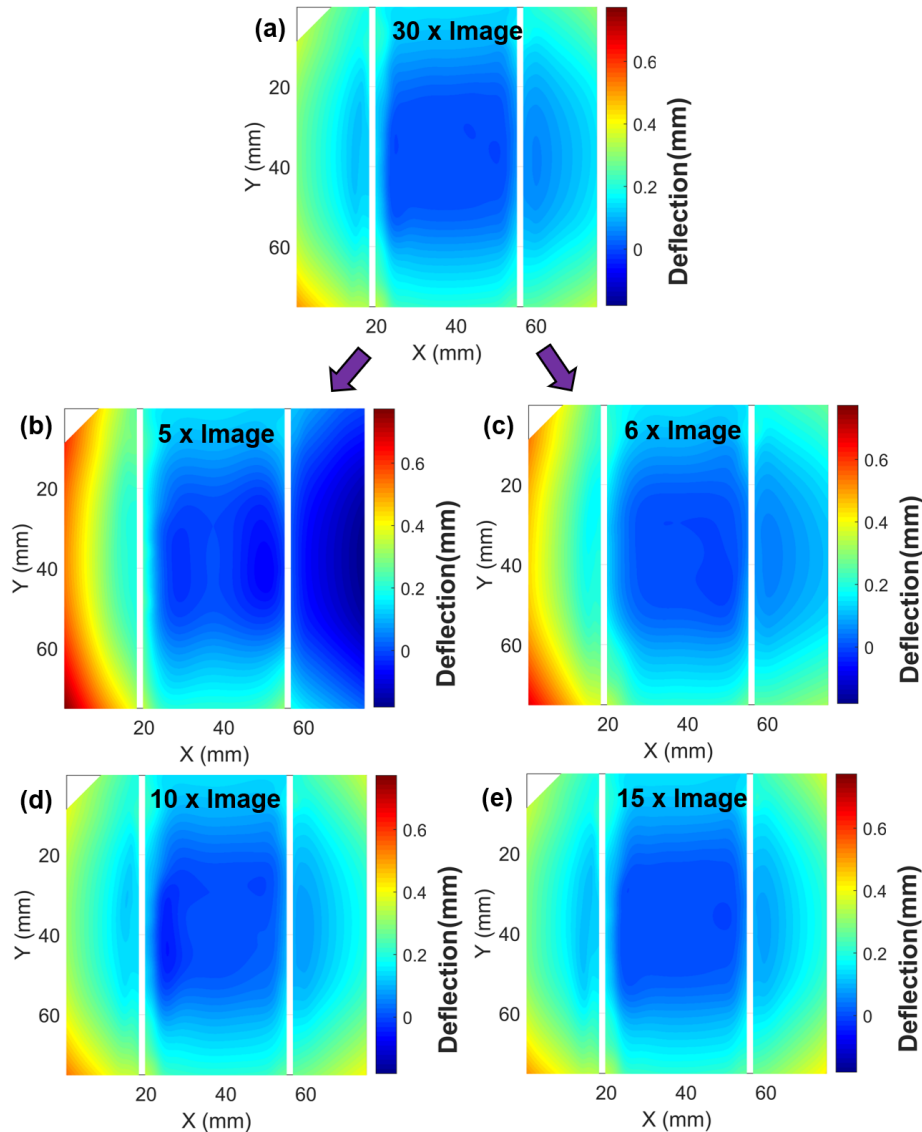 (a)
30 x Image
20
40
60
Y (mm)
20 40 60
X (mm)
0.6
0.4
0.2
0
Deflection(mm)
(b)
5 x Image
20
40
60
Y (mm)
20 40 60
X (mm)
0.6
0.4
0.2
0
Deflection(mm)
(c)
6 x Image
20
40
60
Y (mm)
20 40 60
X (mm)
0.6
0.4
0.2
0
Deflection(mm)
(d)
10 x Image
20
40
60
Y (mm)
20 40 60
X (mm)
0.6
0.4
0.2
0
Deflection(mm)
(e)
15 x Image
20
40
60
Y (mm)
20 40 60
X (mm)
0.6
0.4
0.2
0
Deflection(mm)